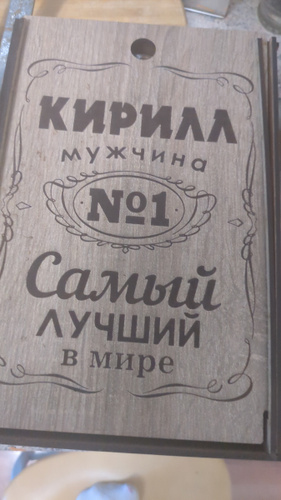 КИРИЛЛ
мужчина
№1
Самый
ЛУЧШИЙ
в мире